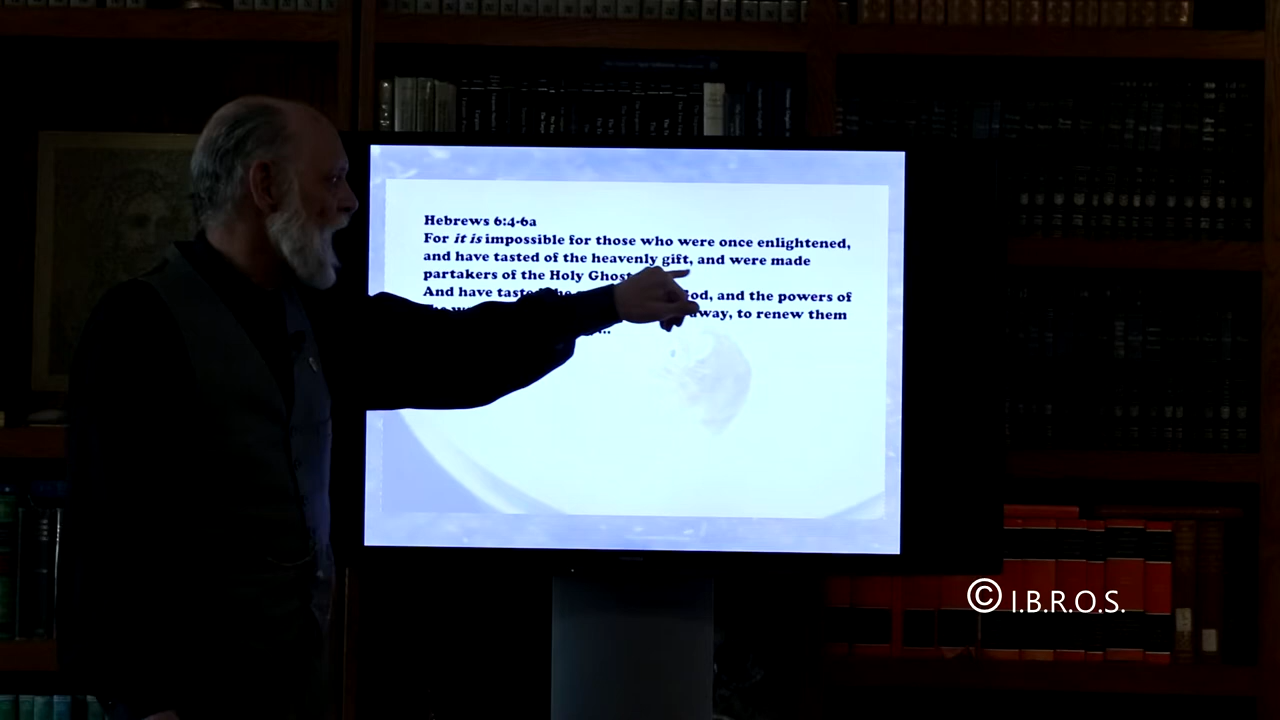 Hebrews 6:4-6a
For it is impossible for those who were once enlightened,
and have tasted of the heavenly gift, and were made
partakers of the Holy Ghost
And have taste he God, and the powers of
away, to renew them
...
© I.B.R.O.S.